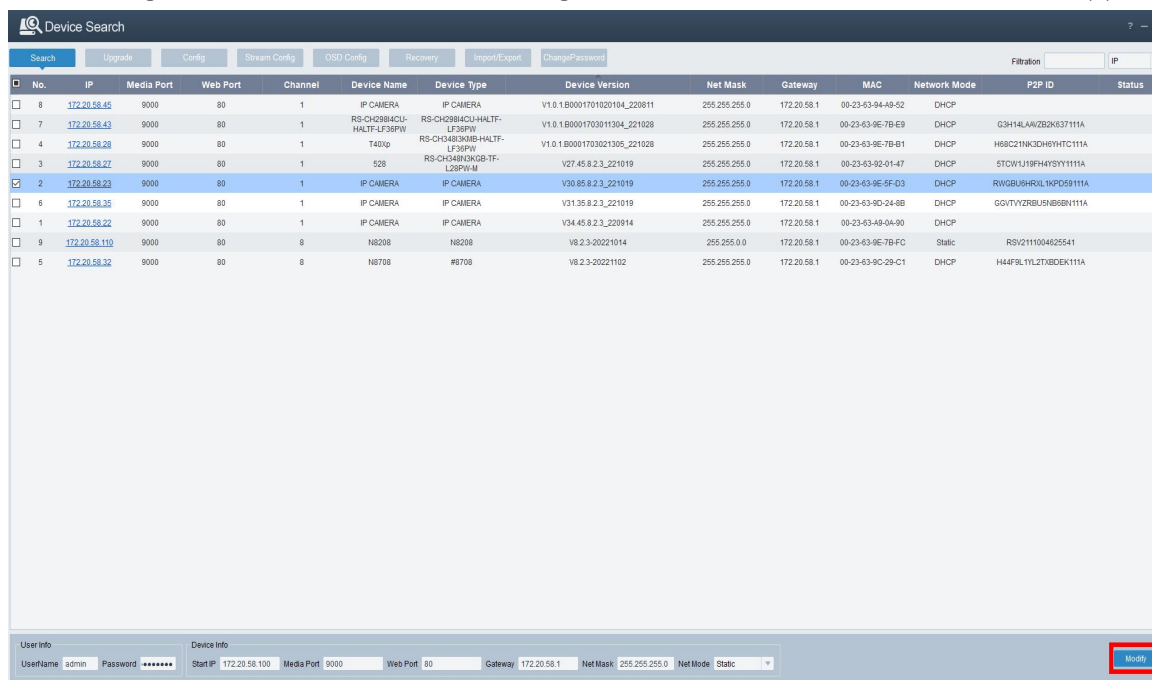 Device Search ? —
Search Upgrade Config Stream Config OSD Config Recovery Import/Export ChangePassword Filtration IP
No. IP Media Port Web Port Channel Device Name Device Type Device Version Net Mask Gateway MAC Network Mode P2P ID Status
8 172.20.58.45 9000 80 1 IP CAMERA IP CAMERA V1.0.1.B0001701020104_220811 255.255.255.0 172.20.58.1 00-23-63-94-A9-52 DHCP
7 172.20.58.43 9000 80 1 RS-CH298I4CU-HALTF-LF36PW RS-CH298I4CU-HALTF-LF36PW V1.0.1.B0001703011304_221028 255.255.255.0 172.20.58.1 00-23-63-9E-7B-E9 DHCP G3H14LAAVZB2K637111A
4 172.20.58.28 9000 80 1 T40Xp RS-CH348I3KMB-HALTF-LF36PW V1.0.1.B0001703021305_221028 255.255.255.0 172.20.58.1 00-23-63-9E-7B-B1 DHCP H68C21NK3DH6YHTC111A
3 172.20.58.27 9000 80 1 528 RS-CH348N3KGB-TF-L28PW-M V27.45.8.2.3_221019 255.255.255.0 172.20.58.1 00-23-63-92-01-47 DHCP 5TCW1J19FH4YSYY1111A
2 172.20.58.23 9000 80 1 IP CAMERA IP CAMERA V30.85.8.2.3_221019 255.255.255.0 172.20.58.1 00-23-63-9E-5F-D3 DHCP RWGBU6HRXL1KPD59111A
6 172.20.58.35 9000 80 1 IP CAMERA IP CAMERA V31.35.8.2.3_221019 255.255.255.0 172.20.58.1 00-23-63-9D-24-8B DHCP GGVTVYZRBU5NB6BN111A
1 172.20.58.22 9000 80 1 IP CAMERA IP CAMERA V34.45.8.2.3_220914 255.255.255.0 172.20.58.1 00-23-63-A9-0A-90 DHCP
9 172.20.58.110 9000 80 8 N8208 N8208 V8.2.3-20221014 255.255.0.0 172.20.58.1 00-23-63-9E-7B-FC Static RSV2111004625541
5 172.20.58.32 9000 80 8 N8708 #8708 V8.2.3-20221102 255.255.255.0 172.20.58.1 00-23-63-9C-29-C1 DHCP H44F9L1YL2TXBDEK111A
User Info Device Info
UserName admin Password Start IP 172.20.58.100 Media Port 9000 Web Port 80 Gateway 172.20.58.1 Net Mask 255.255.255.0 Net Mode Static Modify